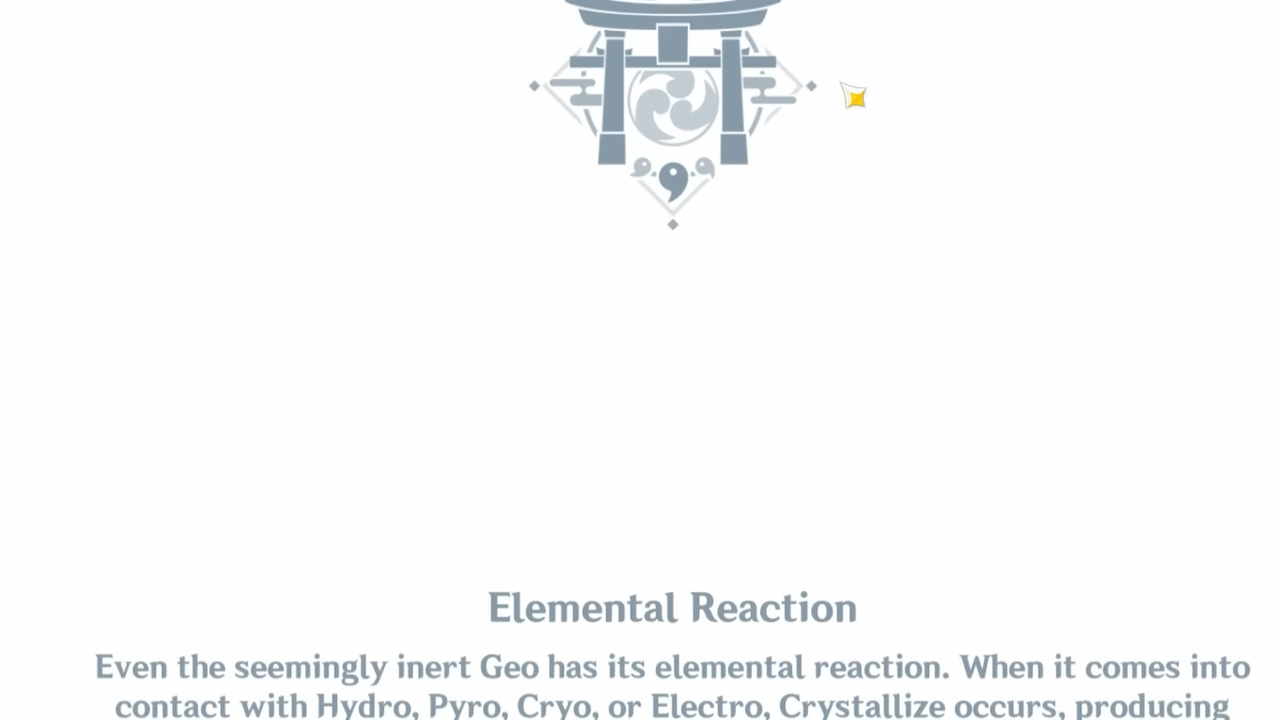 Elemental Reaction
Even the seemingly inert Geo has its elemental reaction. When it comes into
contact with Hydro, Pyro, Cryo, or Electro, Crystallize occurs, producing